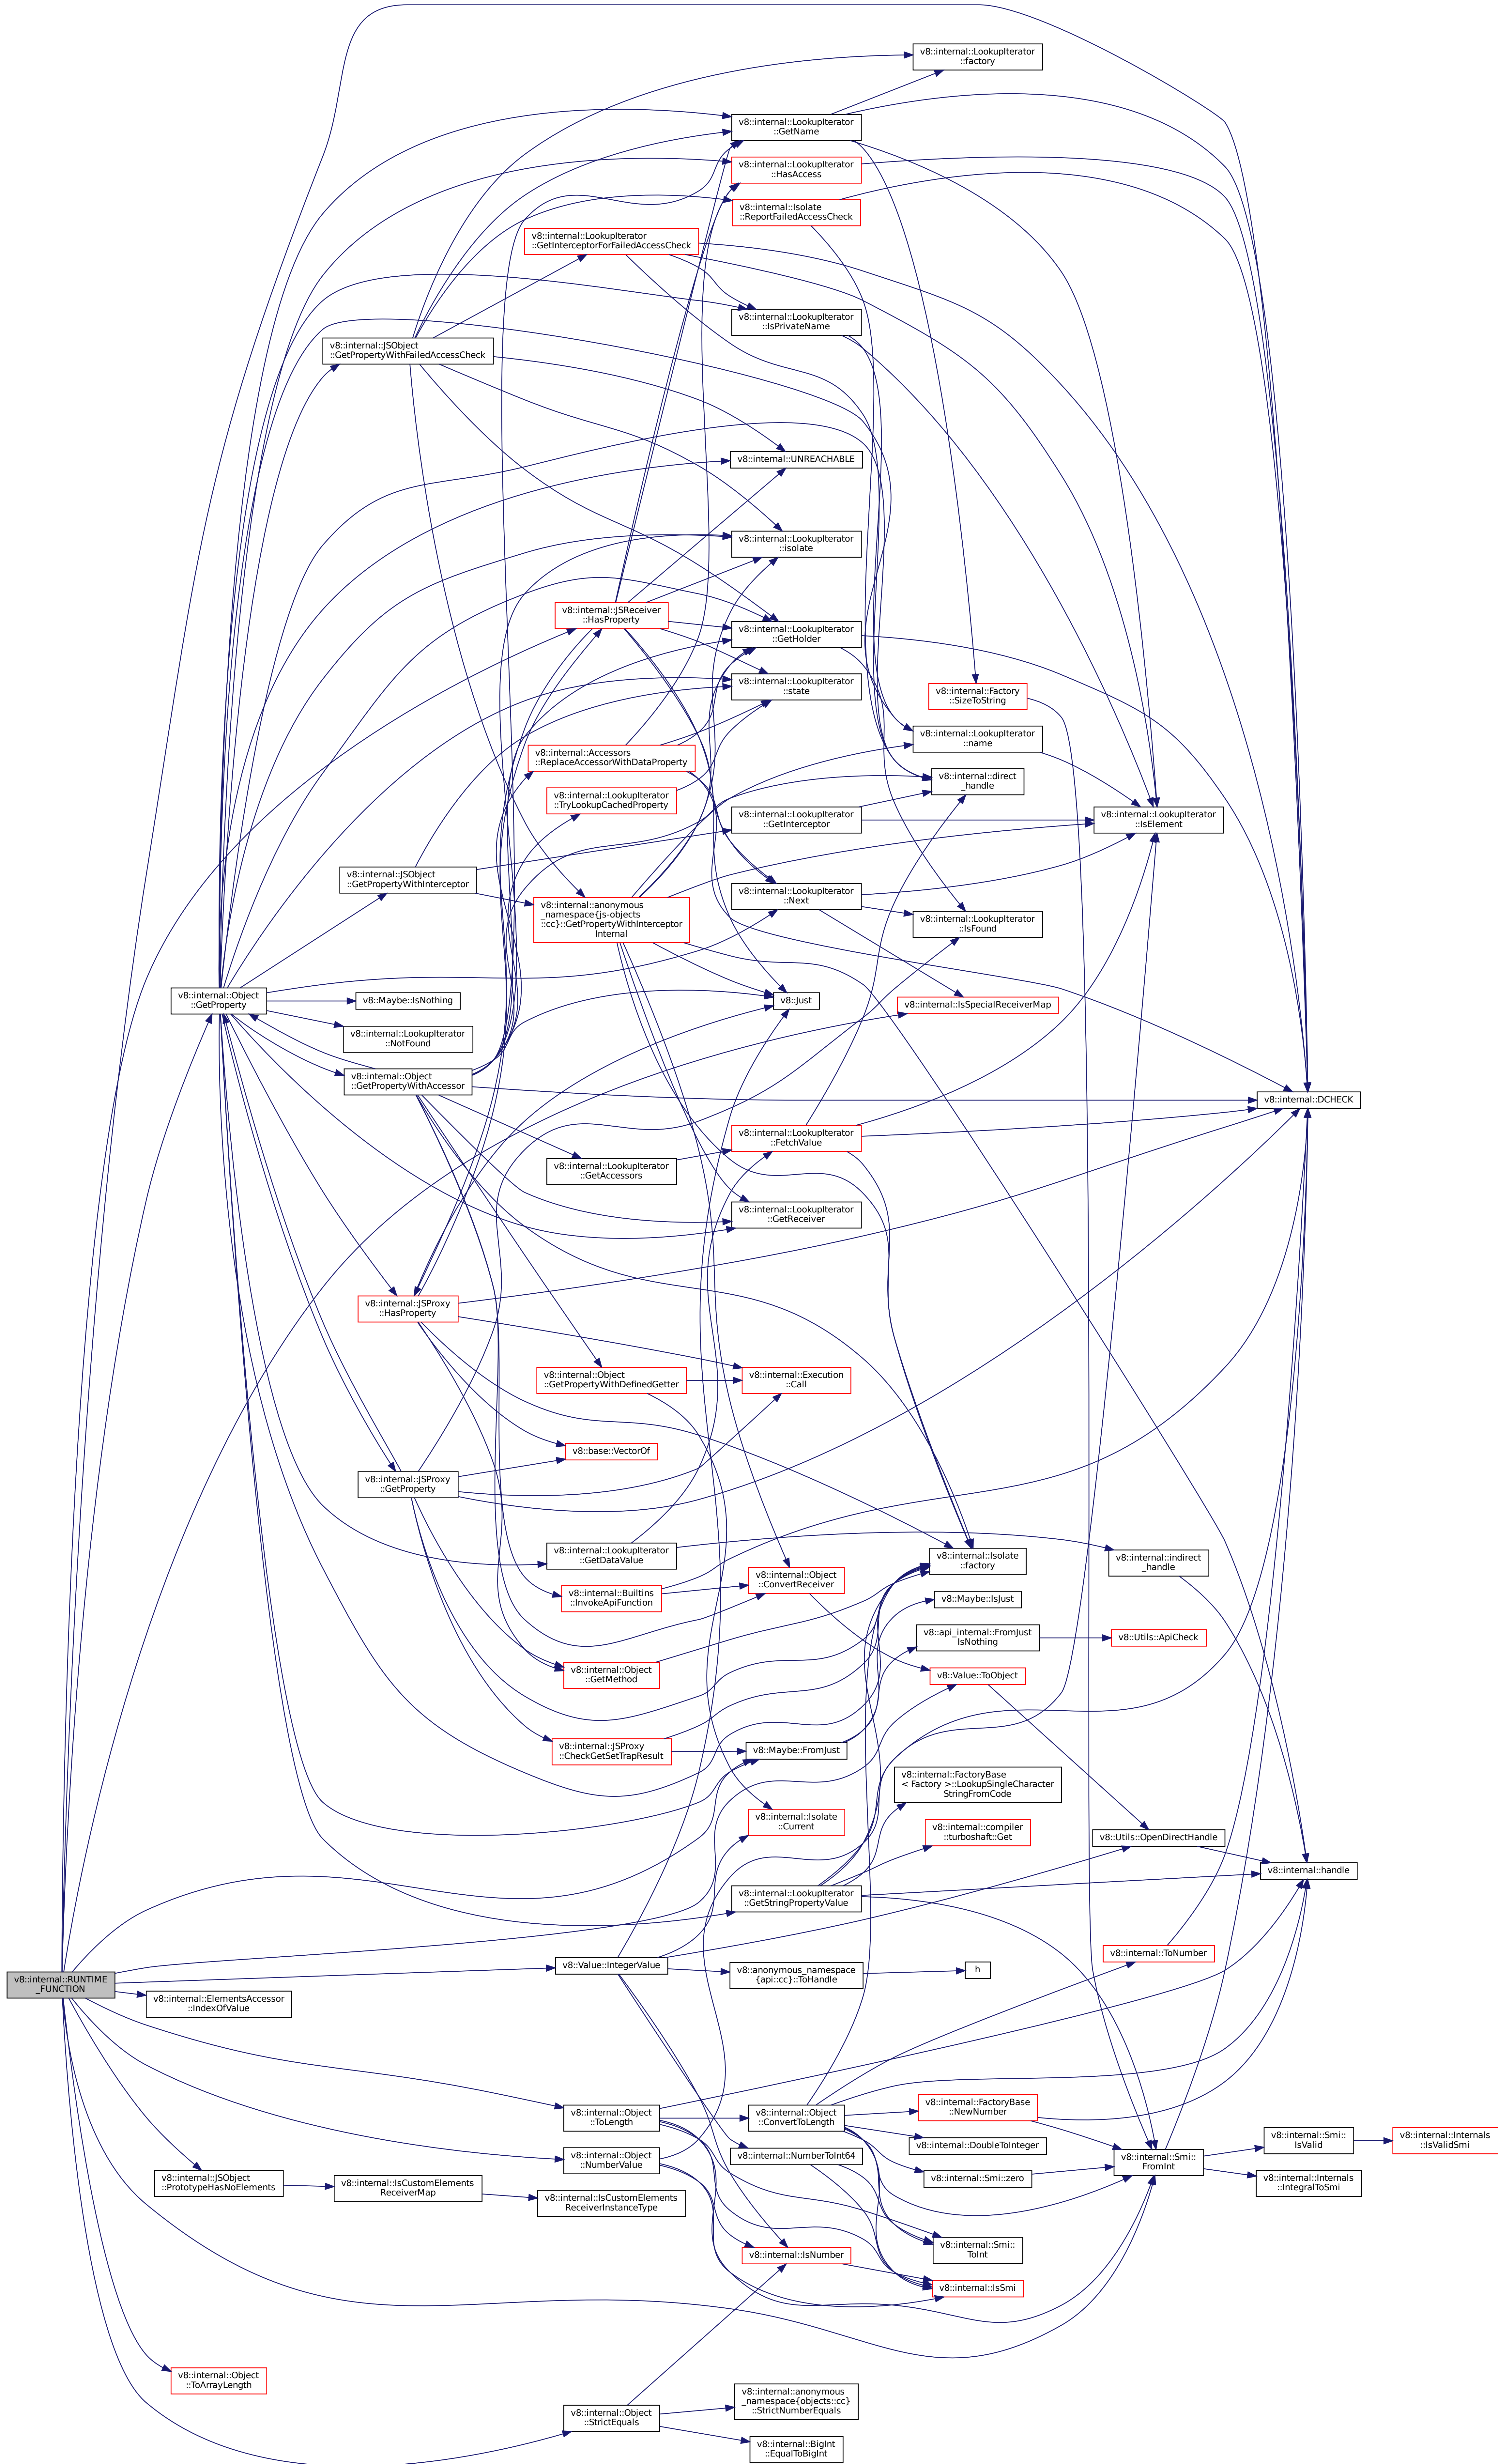 v8::internal::LookupIterator
::factory
v8::internal::LookupIterator
::GetName
v8::internal::LookupIterator
::HasAccess
v8::internal::Isolate
::ReportFailedAccessCheck
v8::internal::LookupIterator
::GetInterceptorForFailedAccessCheck
v8::internal::LookupIterator
::IsPrivateName
v8::internal::JSObject
::GetPropertyWithFailedAccessCheck
v8::internal::UNREACHABLE
v8::internal::LookupIterator
::isolate
v8::internal::JSReceiver
::HasProperty
v8::internal::LookupIterator
::GetHolder
v8::internal::LookupIterator
::state
v8::internal::Factory
::SizeToString
v8::internal::LookupIterator
::name
v8::internal::Accessors
::ReplaceAccessorWithDataProperty
v8::internal::direct
_handle
v8::internal::LookupIterator
::TryLookupCachedProperty
v8::internal::LookupIterator
::GetInterceptor
v8::internal::LookupIterator
::IsElement
v8::internal::JSObject
::GetPropertyWithInterceptor
v8::internal::LookupIterator
::Next
v8::internal::anonymous
_namespace{js-objects
::cc}::GetPropertyWithInterceptor
Internal
v8::internal::LookupIterator
::IsFound
v8::internal::Object
::GetProperty
v8::Maybe::IsNothing
v8::Just
v8::internal::IsSpecialReceiverMap
v8::internal::LookupIterator
::NotFound
v8::internal::Object
::GetPropertyWithAccessor
v8::internal::DCHECK
v8::internal::LookupIterator
::FetchValue
v8::internal::LookupIterator
::GetAccessors
v8::internal::LookupIterator
::GetReceiver
v8::internal::JSProxy
::HasProperty
v8::internal::Object
::GetPropertyWithDefinedGetter
v8::internal::Execution
::Call
v8::base::VectorOf
v8::internal::JSProxy
::GetProperty
v8::internal::LookupIterator
::GetDataValue
v8::internal::Isolate
::factory
v8::internal::indirect
_handle
v8::internal::Object
::ConvertReceiver
v8::internal::Builtins
::InvokeApiFunction
v8::Maybe::IsJust
v8::api_internal::FromJust
IsNothing
v8::Utils::ApiCheck
v8::internal::Object
::GetMethod
v8::Value::ToObject
v8::internal::JSProxy
::CheckGetSetTrapResult
v8::Maybe::FromJust
v8::internal::FactoryBase
< Factory >::LookupSingleCharacter
StringFromCode
v8::internal::Isolate
::Current
v8::internal::compiler
::turboshaft::Get
v8::Utils::OpenDirectHandle
v8::internal::handle
v8::internal::LookupIterator
::GetStringPropertyValue
v8::internal::ToNumber
v8::Value::IntegerValue
v8::anonymous_namespace
{api::cc}::ToHandle
h
v8::internal::RUNTIME
_FUNCTION
v8::internal::ElementsAccessor
::IndexOfValue
v8::internal::Object
::ToLength
v8::internal::Object
::ConvertToLength
v8::internal::FactoryBase
::NewNumber
v8::internal::DoubleToInteger
v8::internal::Smi::
IsValid
v8::internal::Internals
::IsValidSmi
v8::internal::Object
::NumberValue
v8::internal::NumberToInt64
v8::internal::Smi::
FromInt
v8::internal::Smi::zero
v8::internal::Internals
::IntegralToSmi
v8::internal::JSObject
::PrototypeHasNoElements
v8::internal::IsCustomElements
ReceiverMap
v8::internal::IsCustomElements
ReceiverInstanceType
v8::internal::Smi::
ToInt
v8::internal::IsNumber
v8::internal::IsSmi
v8::internal::Object
::ToArrayLength
v8::internal::Object
::StrictEquals
v8::internal::anonymous
_namespace{objects::cc}
::StrictNumberEquals
v8::internal::BigInt
::EqualToBigInt